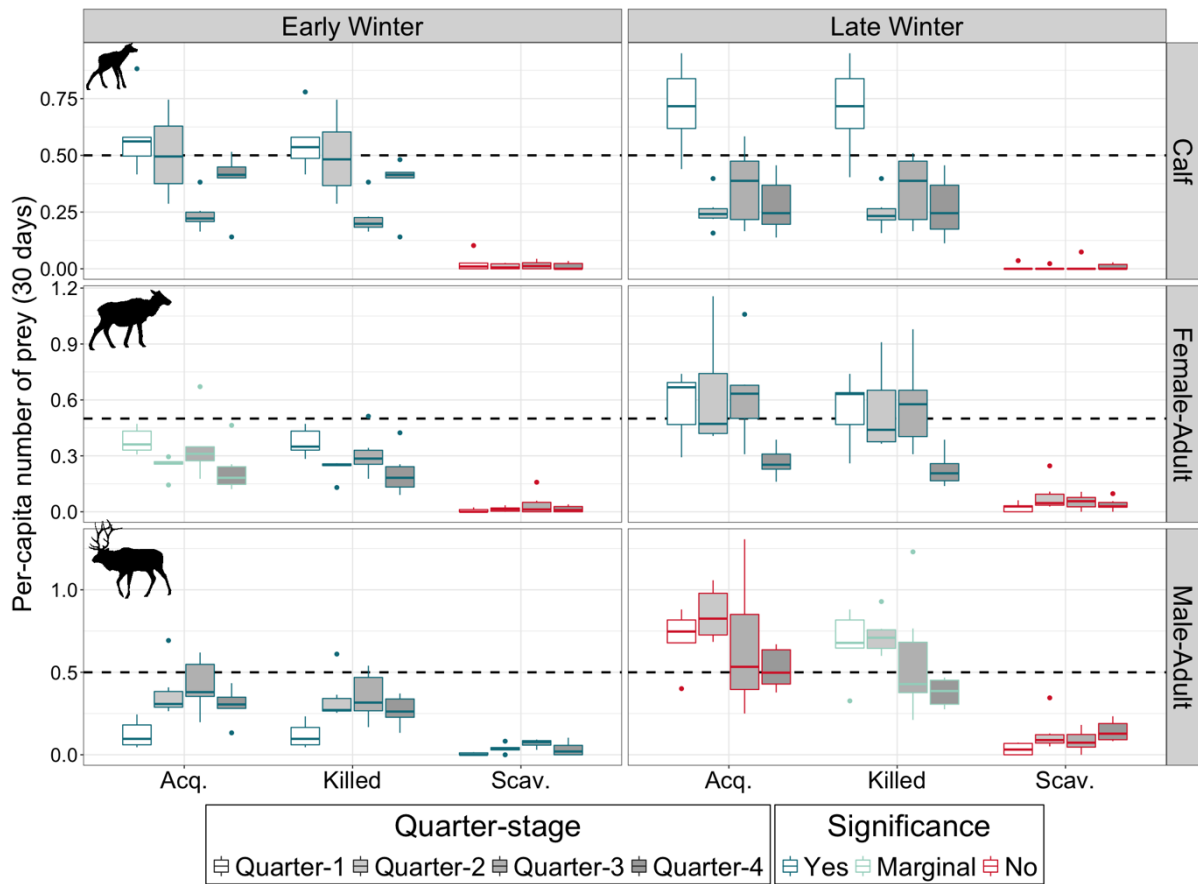 Early Winter
Late Winter
Per-capita number of prey (30 days)
0.75
0.50
0.25
0.00
Calf
1.2
0.9
0.6
0.3
0.0
Female-Adult
1.0
0.5
0.0
Male-Adult
Acq. Killed Scav. Acq. Killed Scav.
Quarter-stage
Quarter-1 Quarter-2 Quarter-3 Quarter-4
Significance
Yes Marginal No